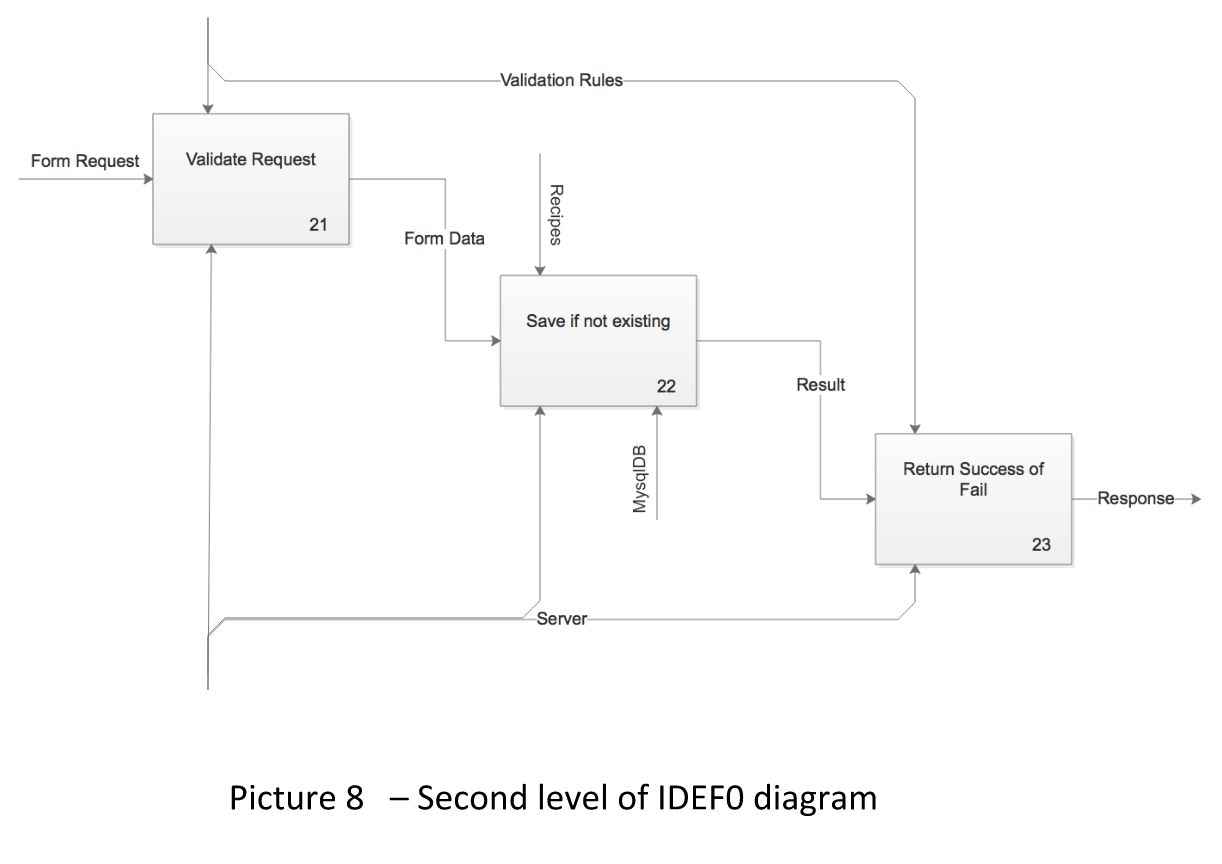 Validation Rules
Form Request
Validate Request
21
Recipes
Form Data
Save if not existing
22
Result
MysqlDB
Return Success of
Fail
23
Response
Server
Picture 8 – Second level of IDEF0 diagram